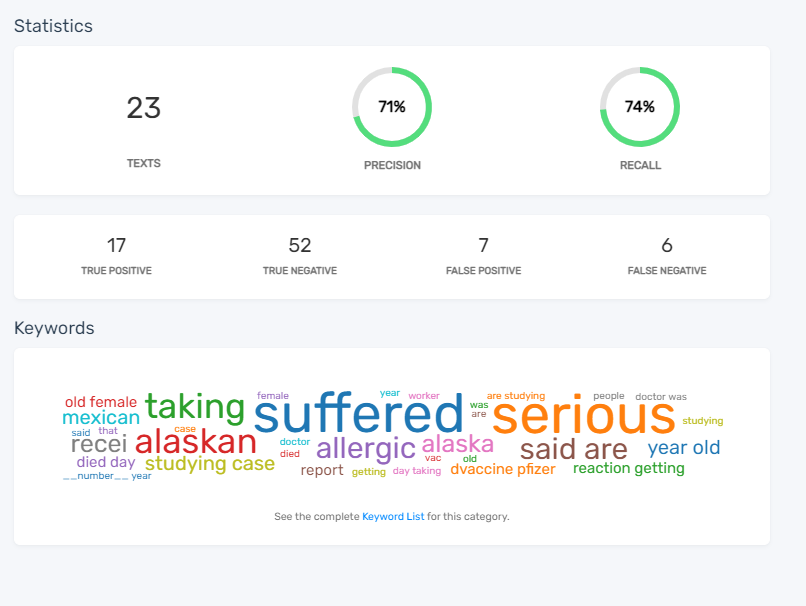 Statistics
23
71%
74%
TEXTS
PRECISION
RECALL
17
52
7
6
TRUE POSITIVE
TRUE NEGATIVE
FALSE POSITIVE
FALSE NEGATIVE
Keywords
old female
taking
female
suffered
year
worker
was
are
are studying
serious
people
doctor was
studying
mexican
said
that
case
recei
alaskan
doctor
died
allergic
alaska
vac
old
said are
year old
died day
studying case
report
getting
day taking
dvaccine pfizer
reaction getting
__number__ year
See the complete Keyword List for this category.